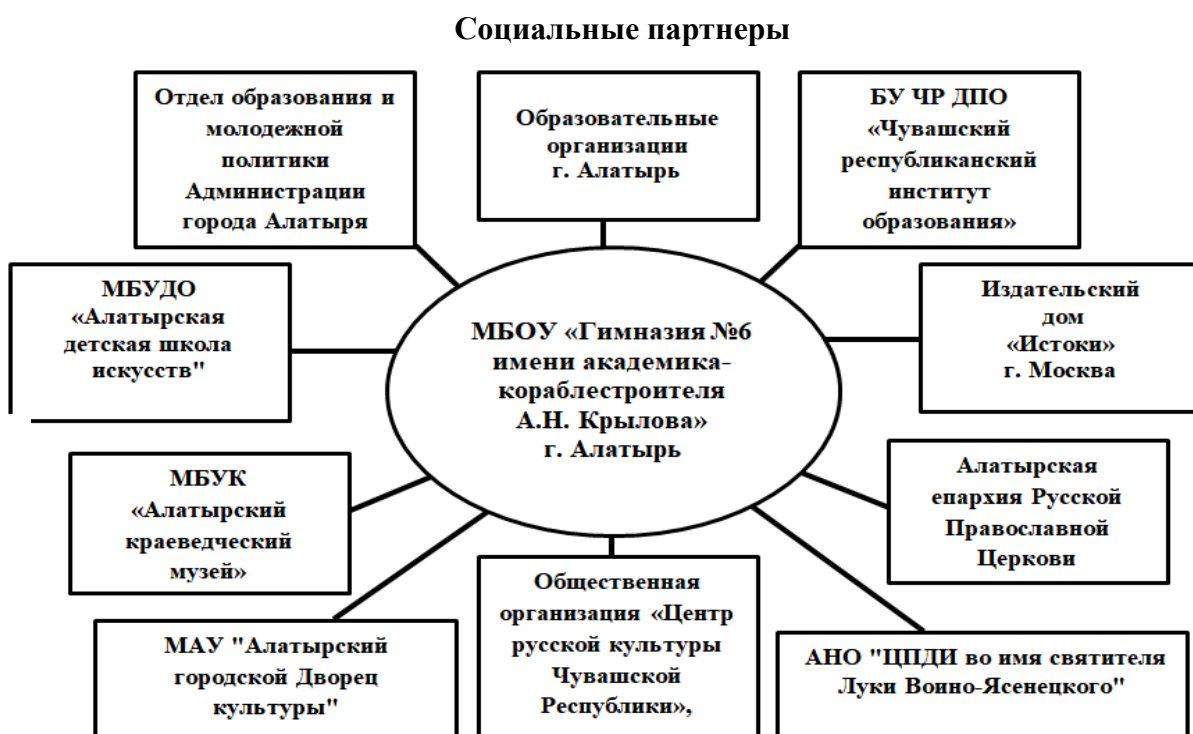 Социальные партнеры
Отдел образования и
молодежной
политики
Администрации
города Алатыря
Образовательные
организации
г. Алатырь
БУ ЧР ДПО
«Чувашский
республиканский
институт
образования»
МБУДО
«Алатырская
детская школа
искусств"
МБОУ «Гимназия №6
имени академика-
кораблестроителя
А.Н. Крылова»
г. Алатырь
Издательский
дом
«Истоки»
г. Москва
МБУК
«Алатырский
краеведческий
музей»
Алатырская
епархия Русской
Православной
Церкови
МАУ "Алатырский
городской Дворец
культуры"
Общественная
организация «Центр
русской культуры
Чувашской
Республики»,
АНО "ЦПДИ во имя святителя
Луки Воино-Ясенецкого"